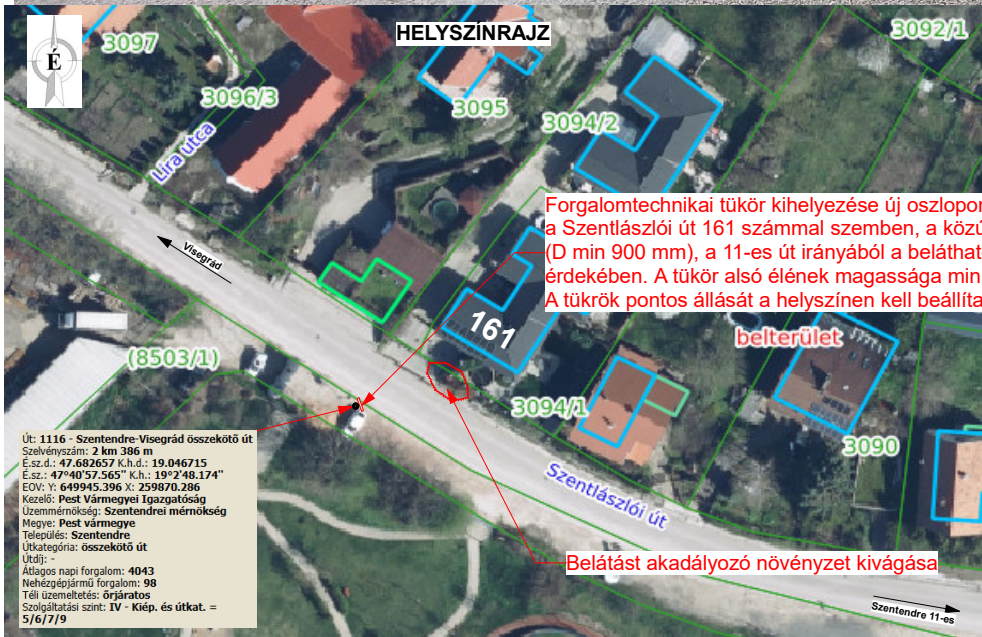 HELYSZÍNRAJZ
É
3097
3092/1
3096/3
3095
3094/2
Líra utca
Forgalomtechnikai tükör kihelyezése új oszlopon
a Szentlászlói út 161 számmal szemben, a közú
(D min 900 mm), a 11-es út irányából a beláthat
érdekében. A tükör alsó élének magassága min
A tükrök pontos állását a helyszínen kell beállíta
Visegrád
161
belterület
(8503/1)
3094/1
3090
Út: 1116 - Szentendre-Visegrád összekötő út
Szelvényszám: 2 km 386 m
É.sz.d.: 47.682657 K.h.d.: 19.046715
É.sz.: 47°40'57.565" K.h.: 19°2'48.174"
EOV: Y: 649945.396 X: 259870.286
Kezelő: Pest Vármegyei Igazgatóság
Üzemmérnökség: Szentendrei mérnökség
Megye: Pest vármegye
Település: Szentendre
Útkategória: összekötő út
Útdíj: -
Átlagos napi forgalom: 4043
Nehézgépjármű forgalom: 98
Téli üzemeltetés: őrjáratos
Szolgáltatási szint: IV - Kiép. és útkat. =
5/6/7/9
Szentlászlói út
Belátást akadályozó növényzet kivágása
Szentendre 11-es